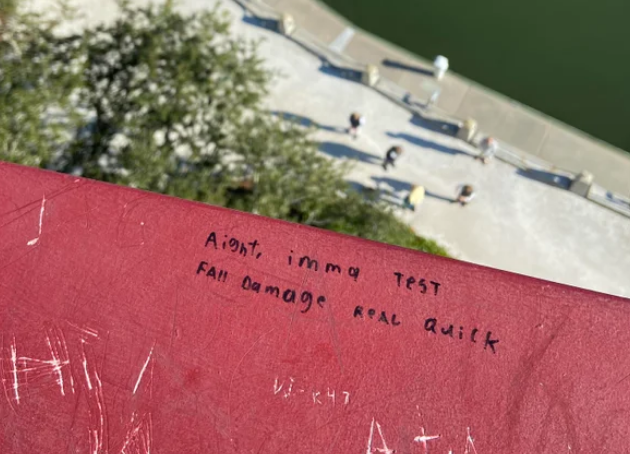 Aight, imma TesT
FAll Damage ReAL Quick